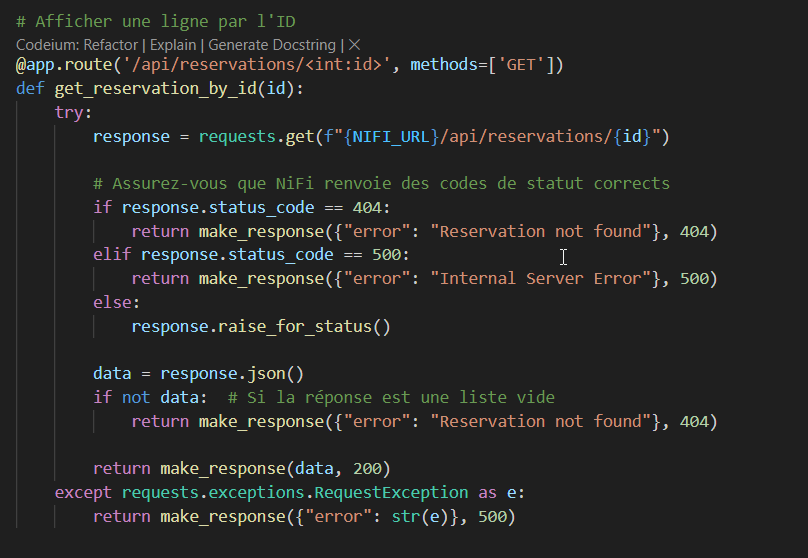 # Afficher une ligne par l'ID
Codeium: Refactor | Explain | Generate Docstring | ×
@app.route('/api/reservations/<int:id>', methods=['GET'])
def get_reservation_by_id(id):
    try:
        response = requests.get(f"{NIFI_URL}/api/reservations/{id}")
        # Assurez-vous que NiFi renvoie des codes de statut corrects
        if response.status_code == 404:
            return make_response({"error": "Reservation not found"}, 404)
        elif response.status_code == 500:
            return make_response({"error": "Internal Server Error"}, 500)
        else:
            response.raise_for_status()
        data = response.json()
        if not data:  # Si la réponse est une liste vide
            return make_response({"error": "Reservation not found"}, 404)
        return make_response(data, 200)
    except requests.exceptions.RequestException as e:
        return make_response({"error": str(e)}, 500)